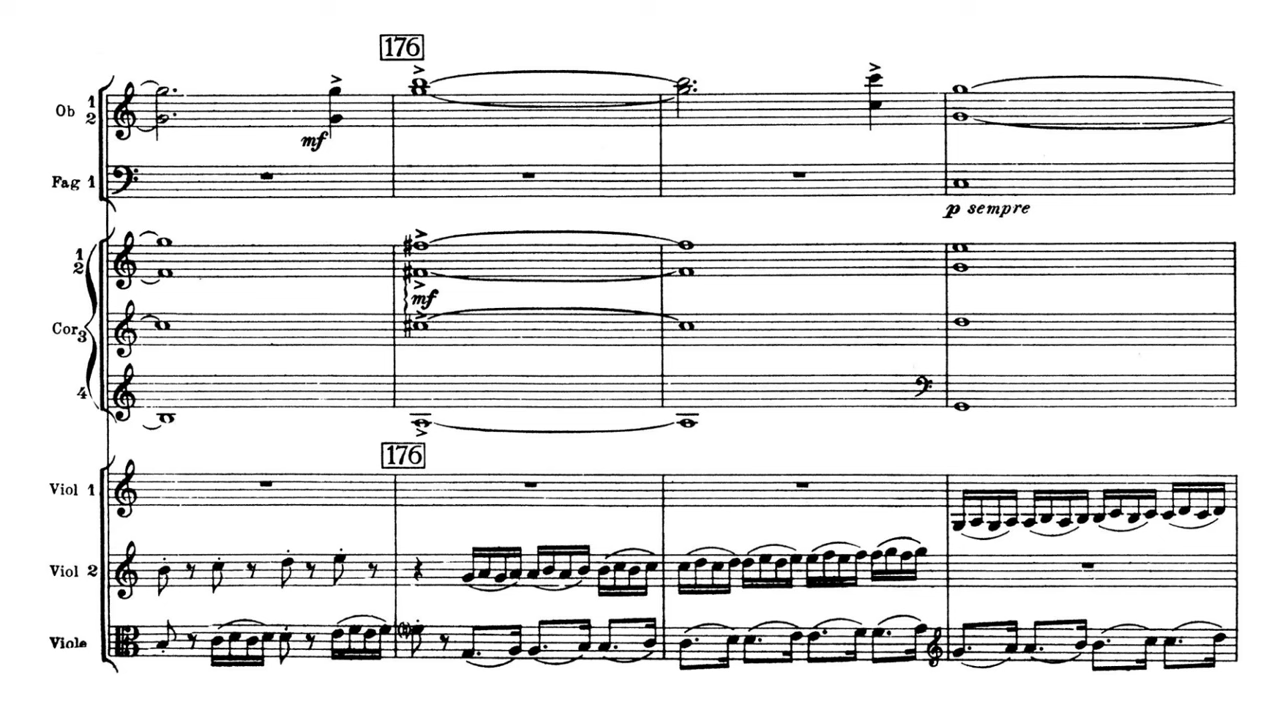 176
Ob 1
2
mf
Fag 1
p sempre
1
2
mf
Cor 3
4
176
Viol 1
Viol 2
Viole